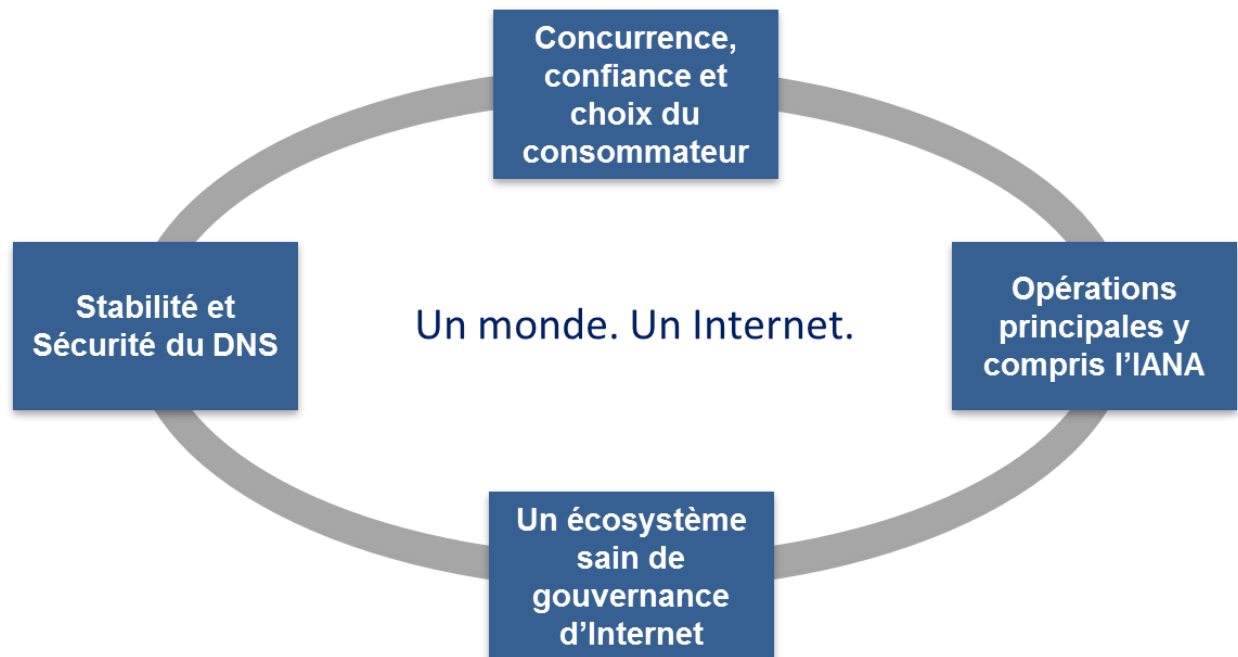 Concurrence,
confiance et
choix du
consommateur
Stabilité et
Sécurité du DNS
Un monde. Un Internet.
Opérations
principales y
compris l’IANA
Un écosystème
sain de
gouvernance
d’Internet